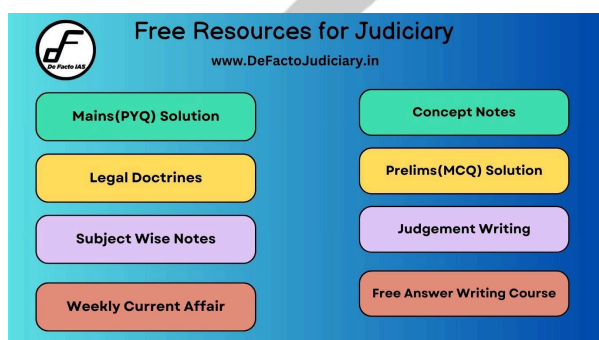 Free Resources for Judiciary
De Facto IAS
www.DeFactoJudiciary.in
Mains(PYQ) Solution
Concept Notes
Legal Doctrines
Prelims(MCQ) Solution
Subject Wise Notes
Judgement Writing
Weekly Current Affair
Free Answer Writing Course